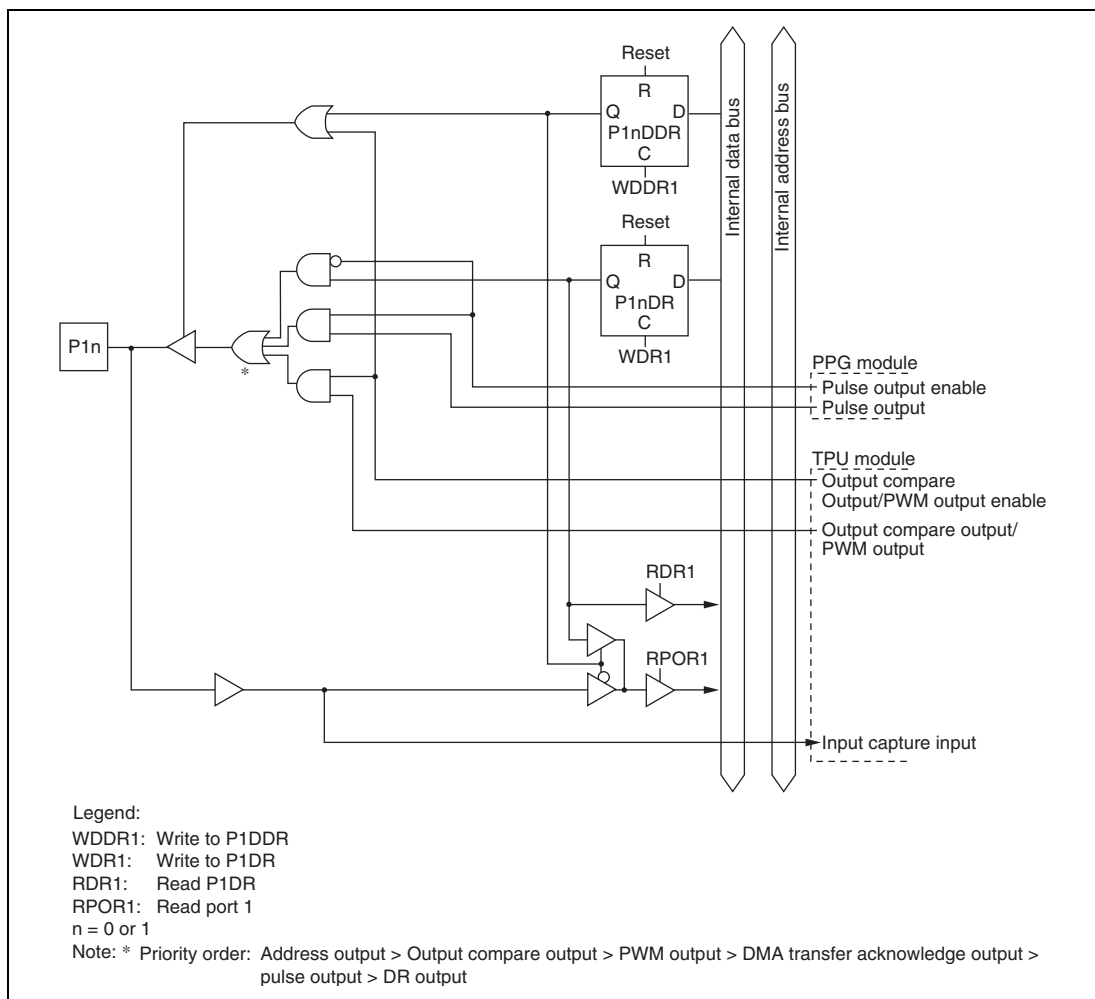 Reset
R
Q D
P1nDDR
C
WDDR1
Internal data bus
Internal address bus
Reset
R
Q D
P1nDR
C
WDR1
P1n
*
PPG module
Pulse output enable
Pulse output
TPU module
Output compare
Output/PWM output enable
Output compare output/
PWM output
RDR1
RPOR1
Input capture input
Legend:
WDDR1: Write to P1DDR
WDR1: Write to P1DR
RDR1: Read P1DR
RPOR1: Read port 1
n = 0 or 1
Note: * Priority order: Address output > Output compare output > PWM output > DMA transfer acknowledge output >
pulse output > DR output